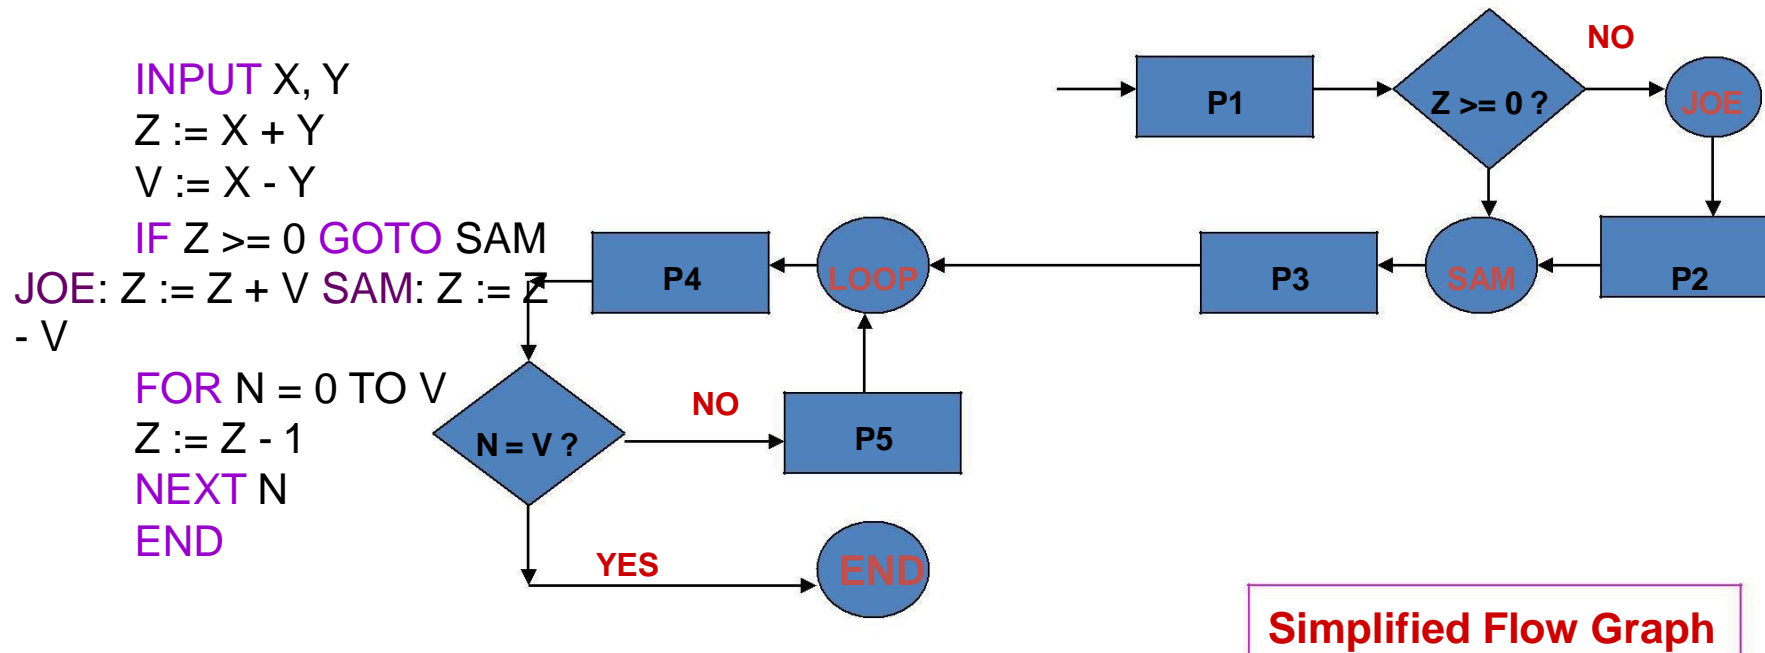 INPUT X, Y
Z := X + Y
V := X - Y
IF Z >= 0 GOTO SAM
JOE: Z := Z + V SAM: Z := Z
- V
FOR N = 0 TO V
Z := Z - 1
NEXT N
END
NO
P1
Z >= 0 ?
JOE
P4
LOOP
P3
SAM
P2
N = V ?
NO
P5
YES
END
Simplified Flow Graph